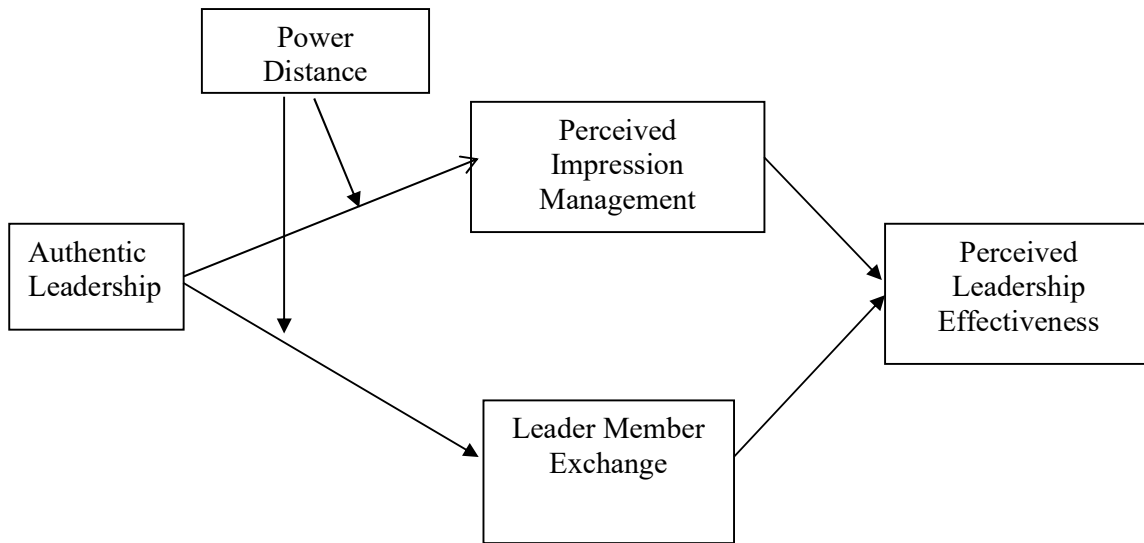 Power
Distance
Perceived
Impression
Management
Authentic
Leadership
Perceived
Leadership
Effectiveness
Leader Member
Exchange